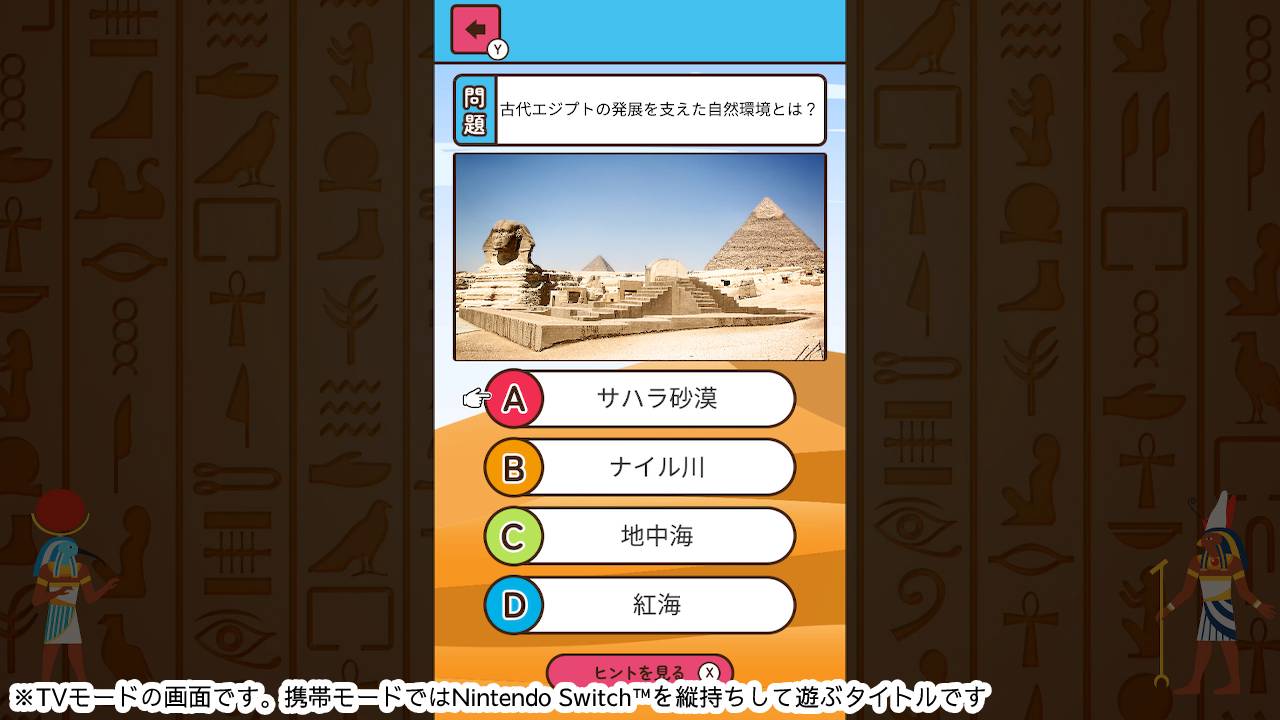 Y
問題
古代エジプトの発展を支えた自然環境とは？
A サハラ砂漠
B ナイル川
C 地中海
D 紅海
ヒントを見る X
※TVモードの画面です。携帯モードではNintendo Switch™を縦持ちして遊ぶタイトルです